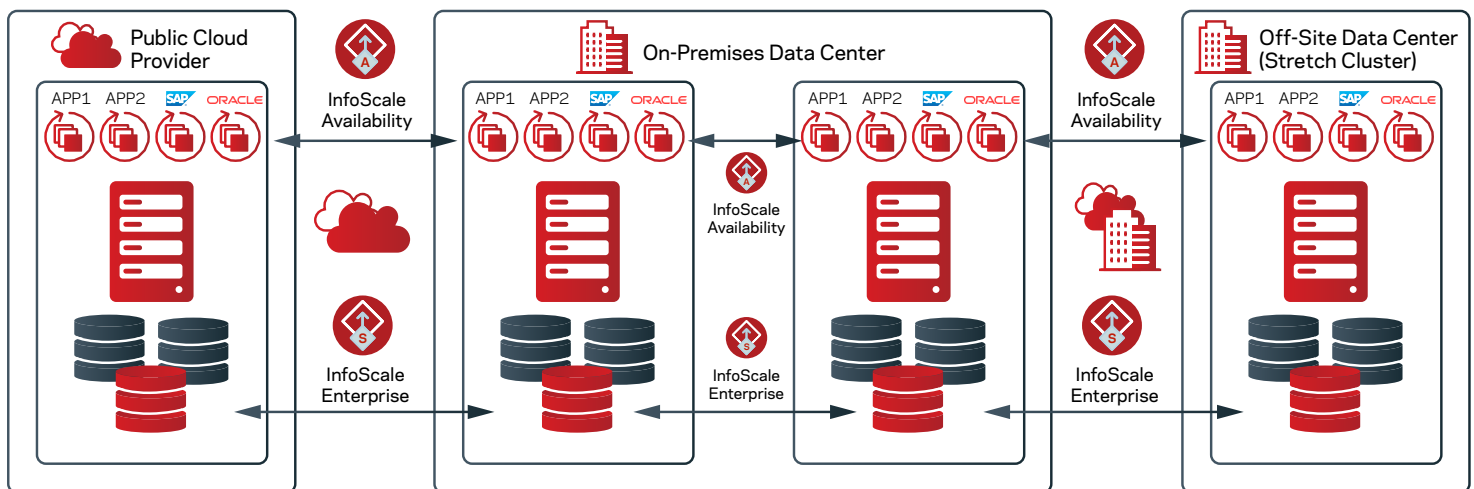 Public Cloud
Provider
On-Premises Data Center
Off-Site Data Center
(Stretch Cluster)
APP1 APP2 SAP ORACLE
A
InfoScale
Availability
APP1 APP2 SAP ORACLE
A
InfoScale
Availability
APP1 APP2 SAP ORACLE
A
InfoScale
Availability
APP1 APP2 SAP ORACLE
S
InfoScale
Enterprise
S
InfoScale
Enterprise
S
InfoScale
Enterprise